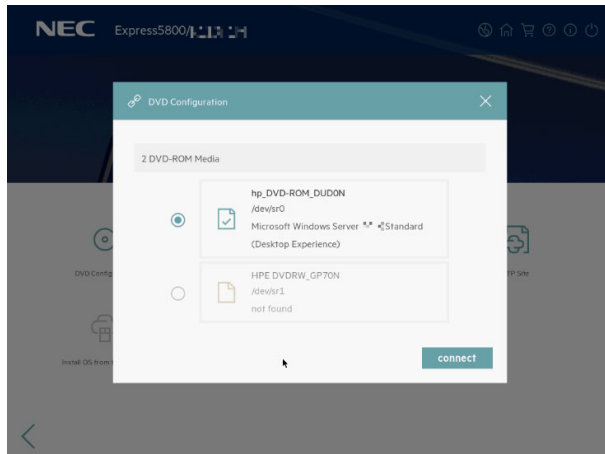 NEC Express5800/
DVD Configuration
2 DVD-ROM Media
hp_DVD-ROM_DUD0N
/dev/sr0
Microsoft Windows Server Standard
(Desktop Experience)
HPE DVDRW_GP70N
/dev/sr1
not found
DVD Config
TP Site
Install OS from
connect